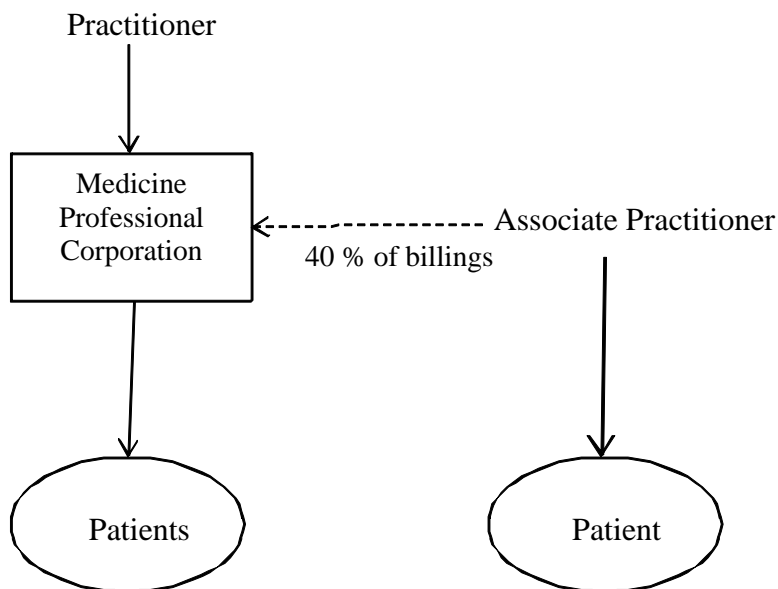 Practitioner
Medicine
Professional
Corporation
Associate Practitioner
40 % of billings
Patients
Patient